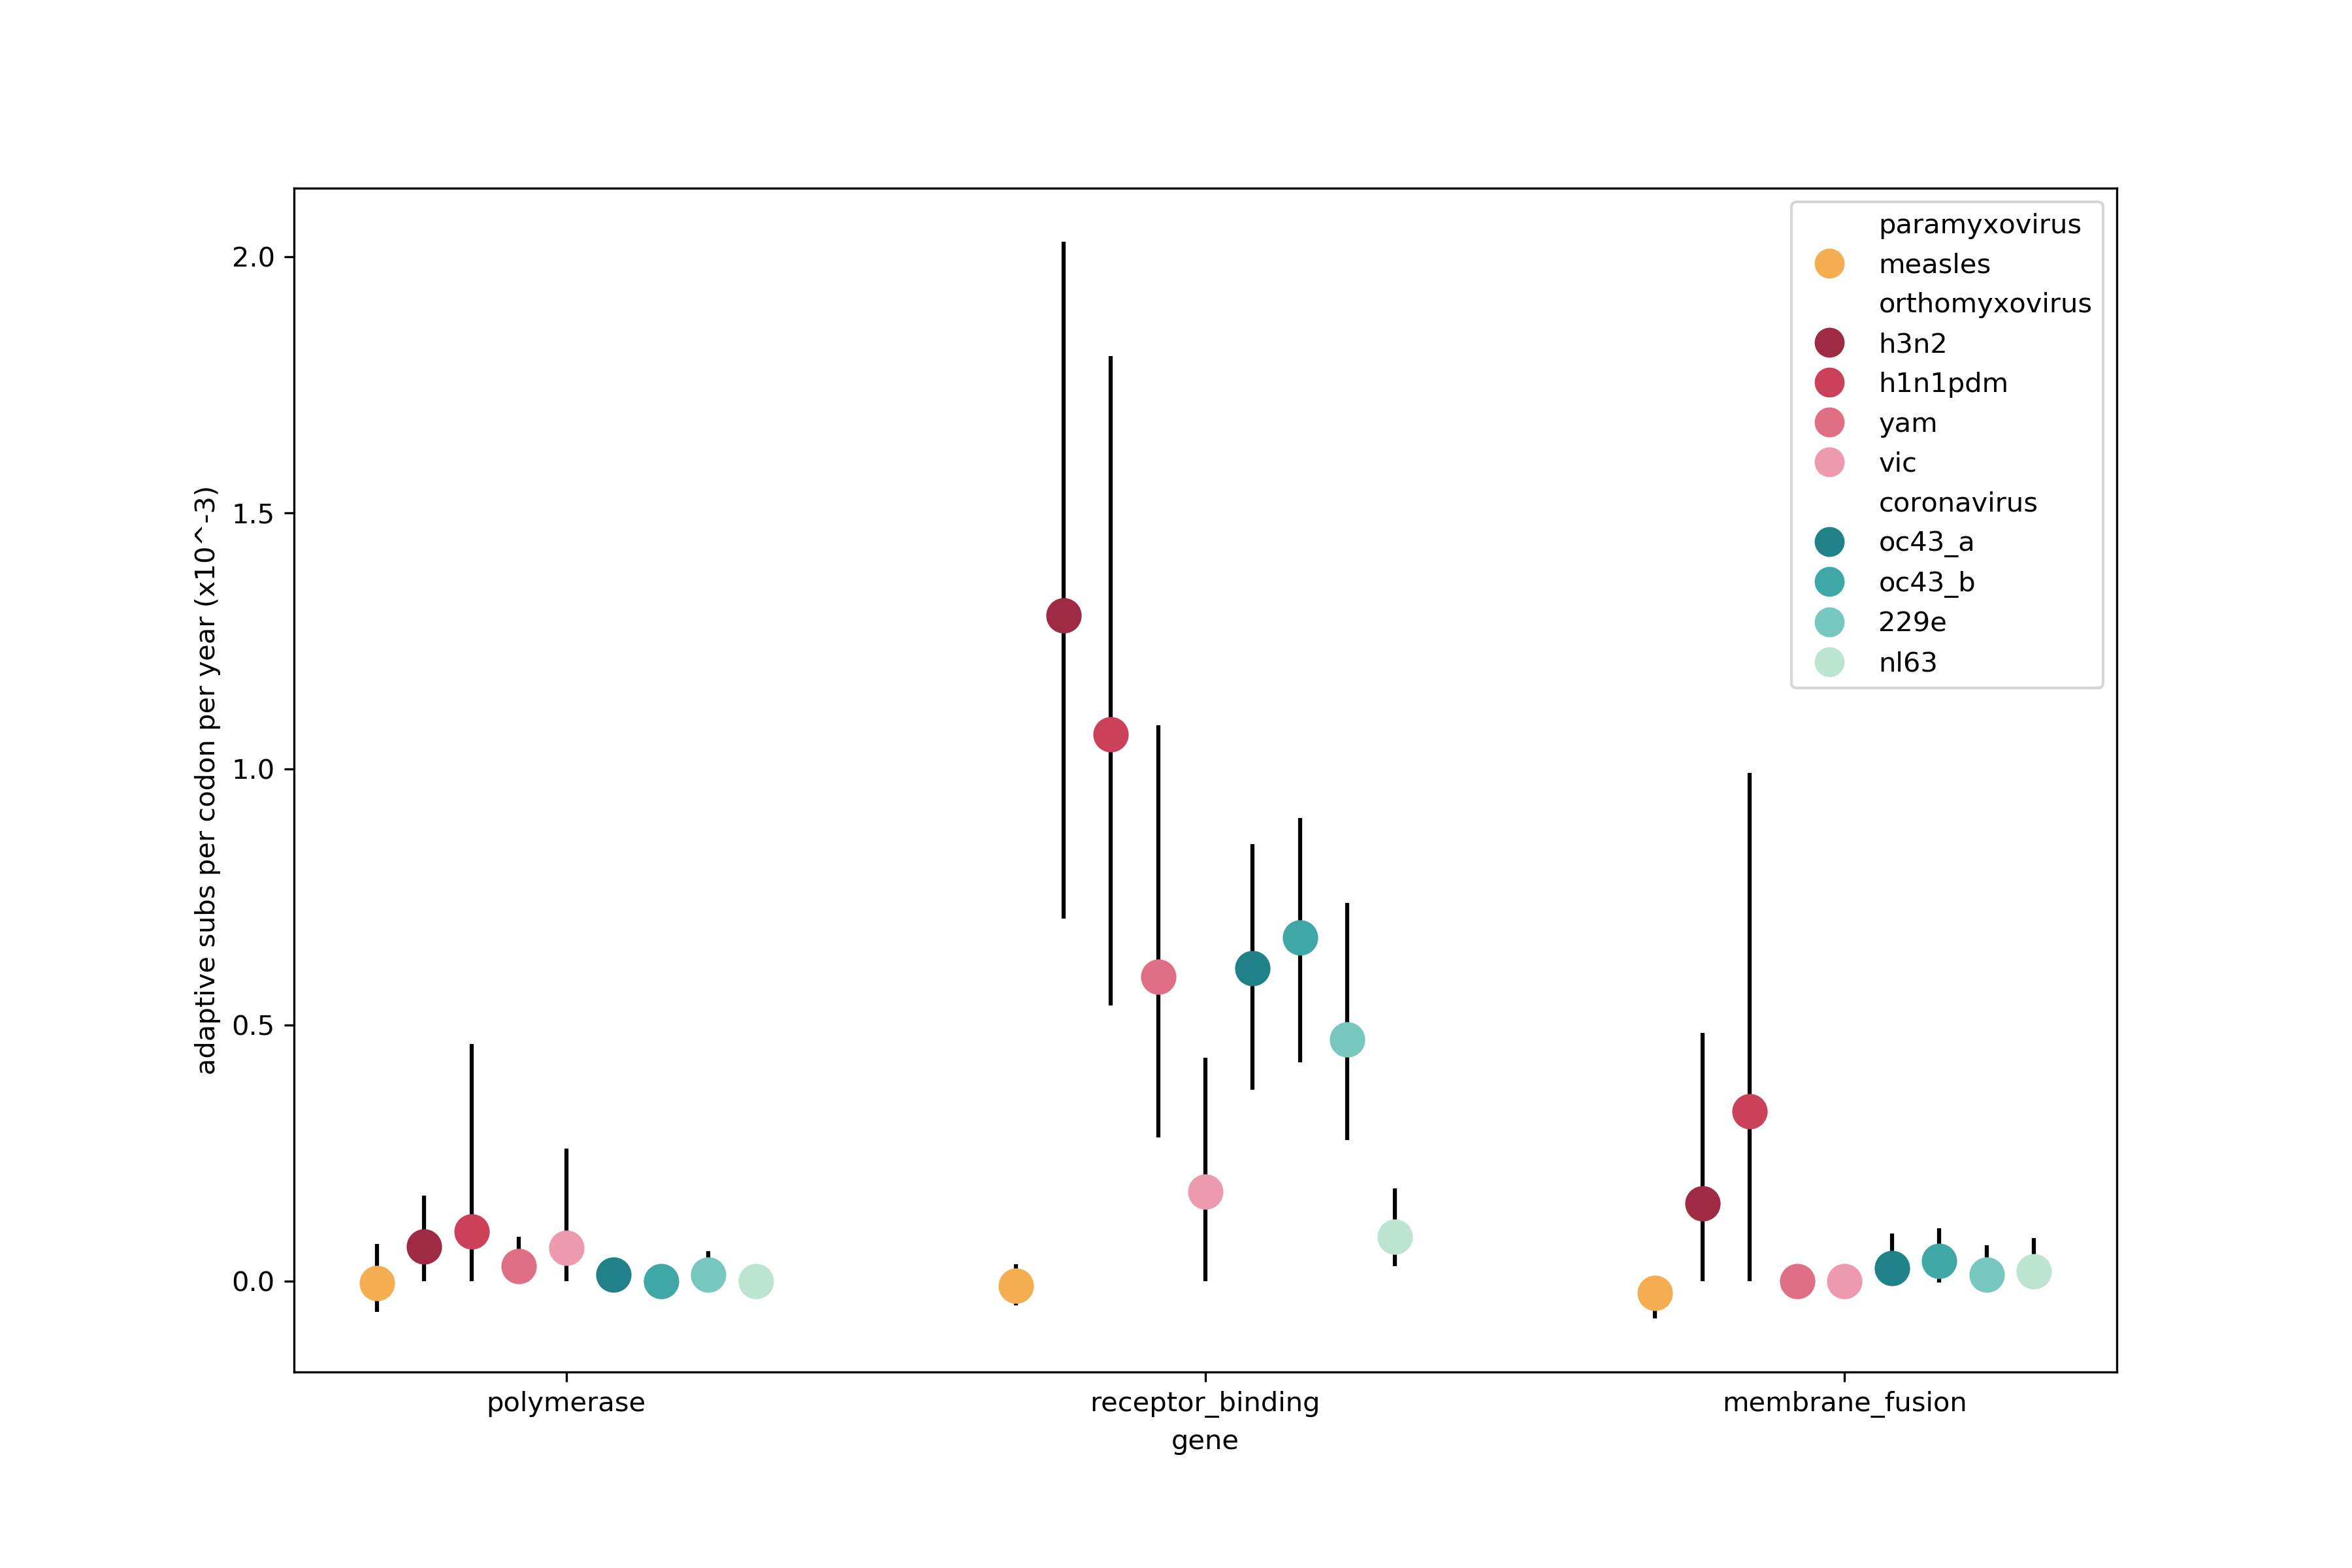 adaptive subs per codon per year (x10^-3)
2.0
1.5
1.0
0.5
0.0
paramyxovirus
measles
orthomyxovirus
h3n2
h1n1pdm
yam
vic
coronavirus
oc43_a
oc43_b
229e
nl63
polymerase
receptor_binding
membrane_fusion
gene